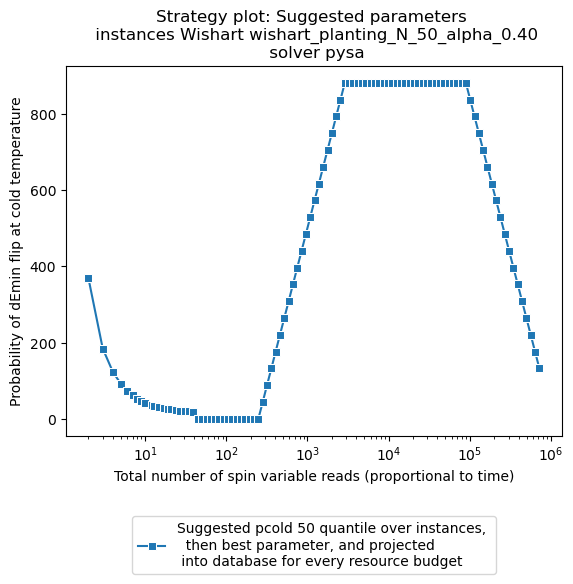 Strategy plot: Suggested parameters
instances Wishart wishart_planting_N_50_alpha_0.40
solver pysa
Probability of dEmin flip at cold temperature
800
600
400
200
0
10¹ 10² 10³ 10⁴ 10⁵ 10⁶
Total number of spin variable reads (proportional to time)
Suggested pcold 50 quantile over instances,
then best parameter, and projected
into database for every resource budget